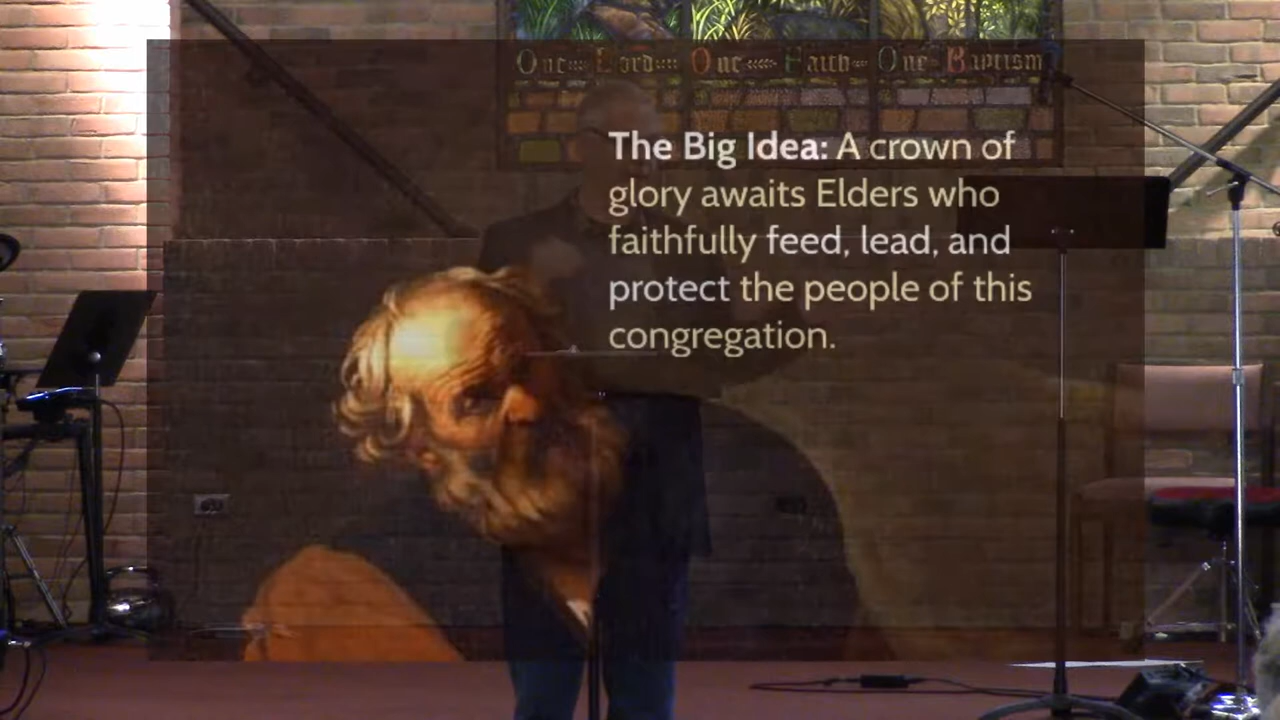 One Lord One Faith One Baptism
The Big Idea: A crown of
glory awaits Elders who
faithfully feed, lead, and
protect the people of this
congregation.